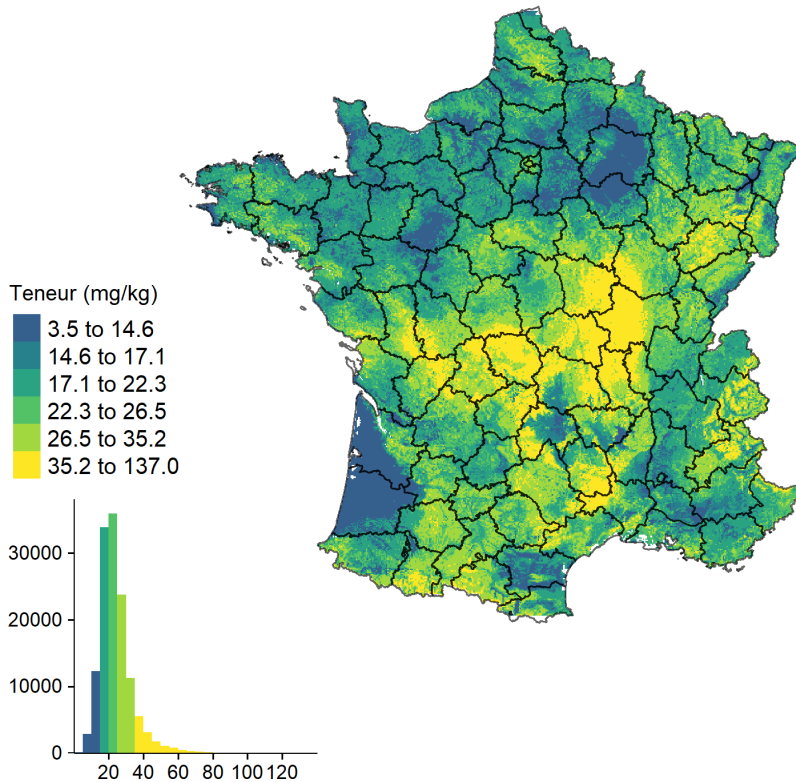 Teneur (mg/kg)
3.5 to 14.6
14.6 to 17.1
17.1 to 22.3
22.3 to 26.5
26.5 to 35.2
35.2 to 137.0
30000
20000
10000
0
20 40 60 80 100 120